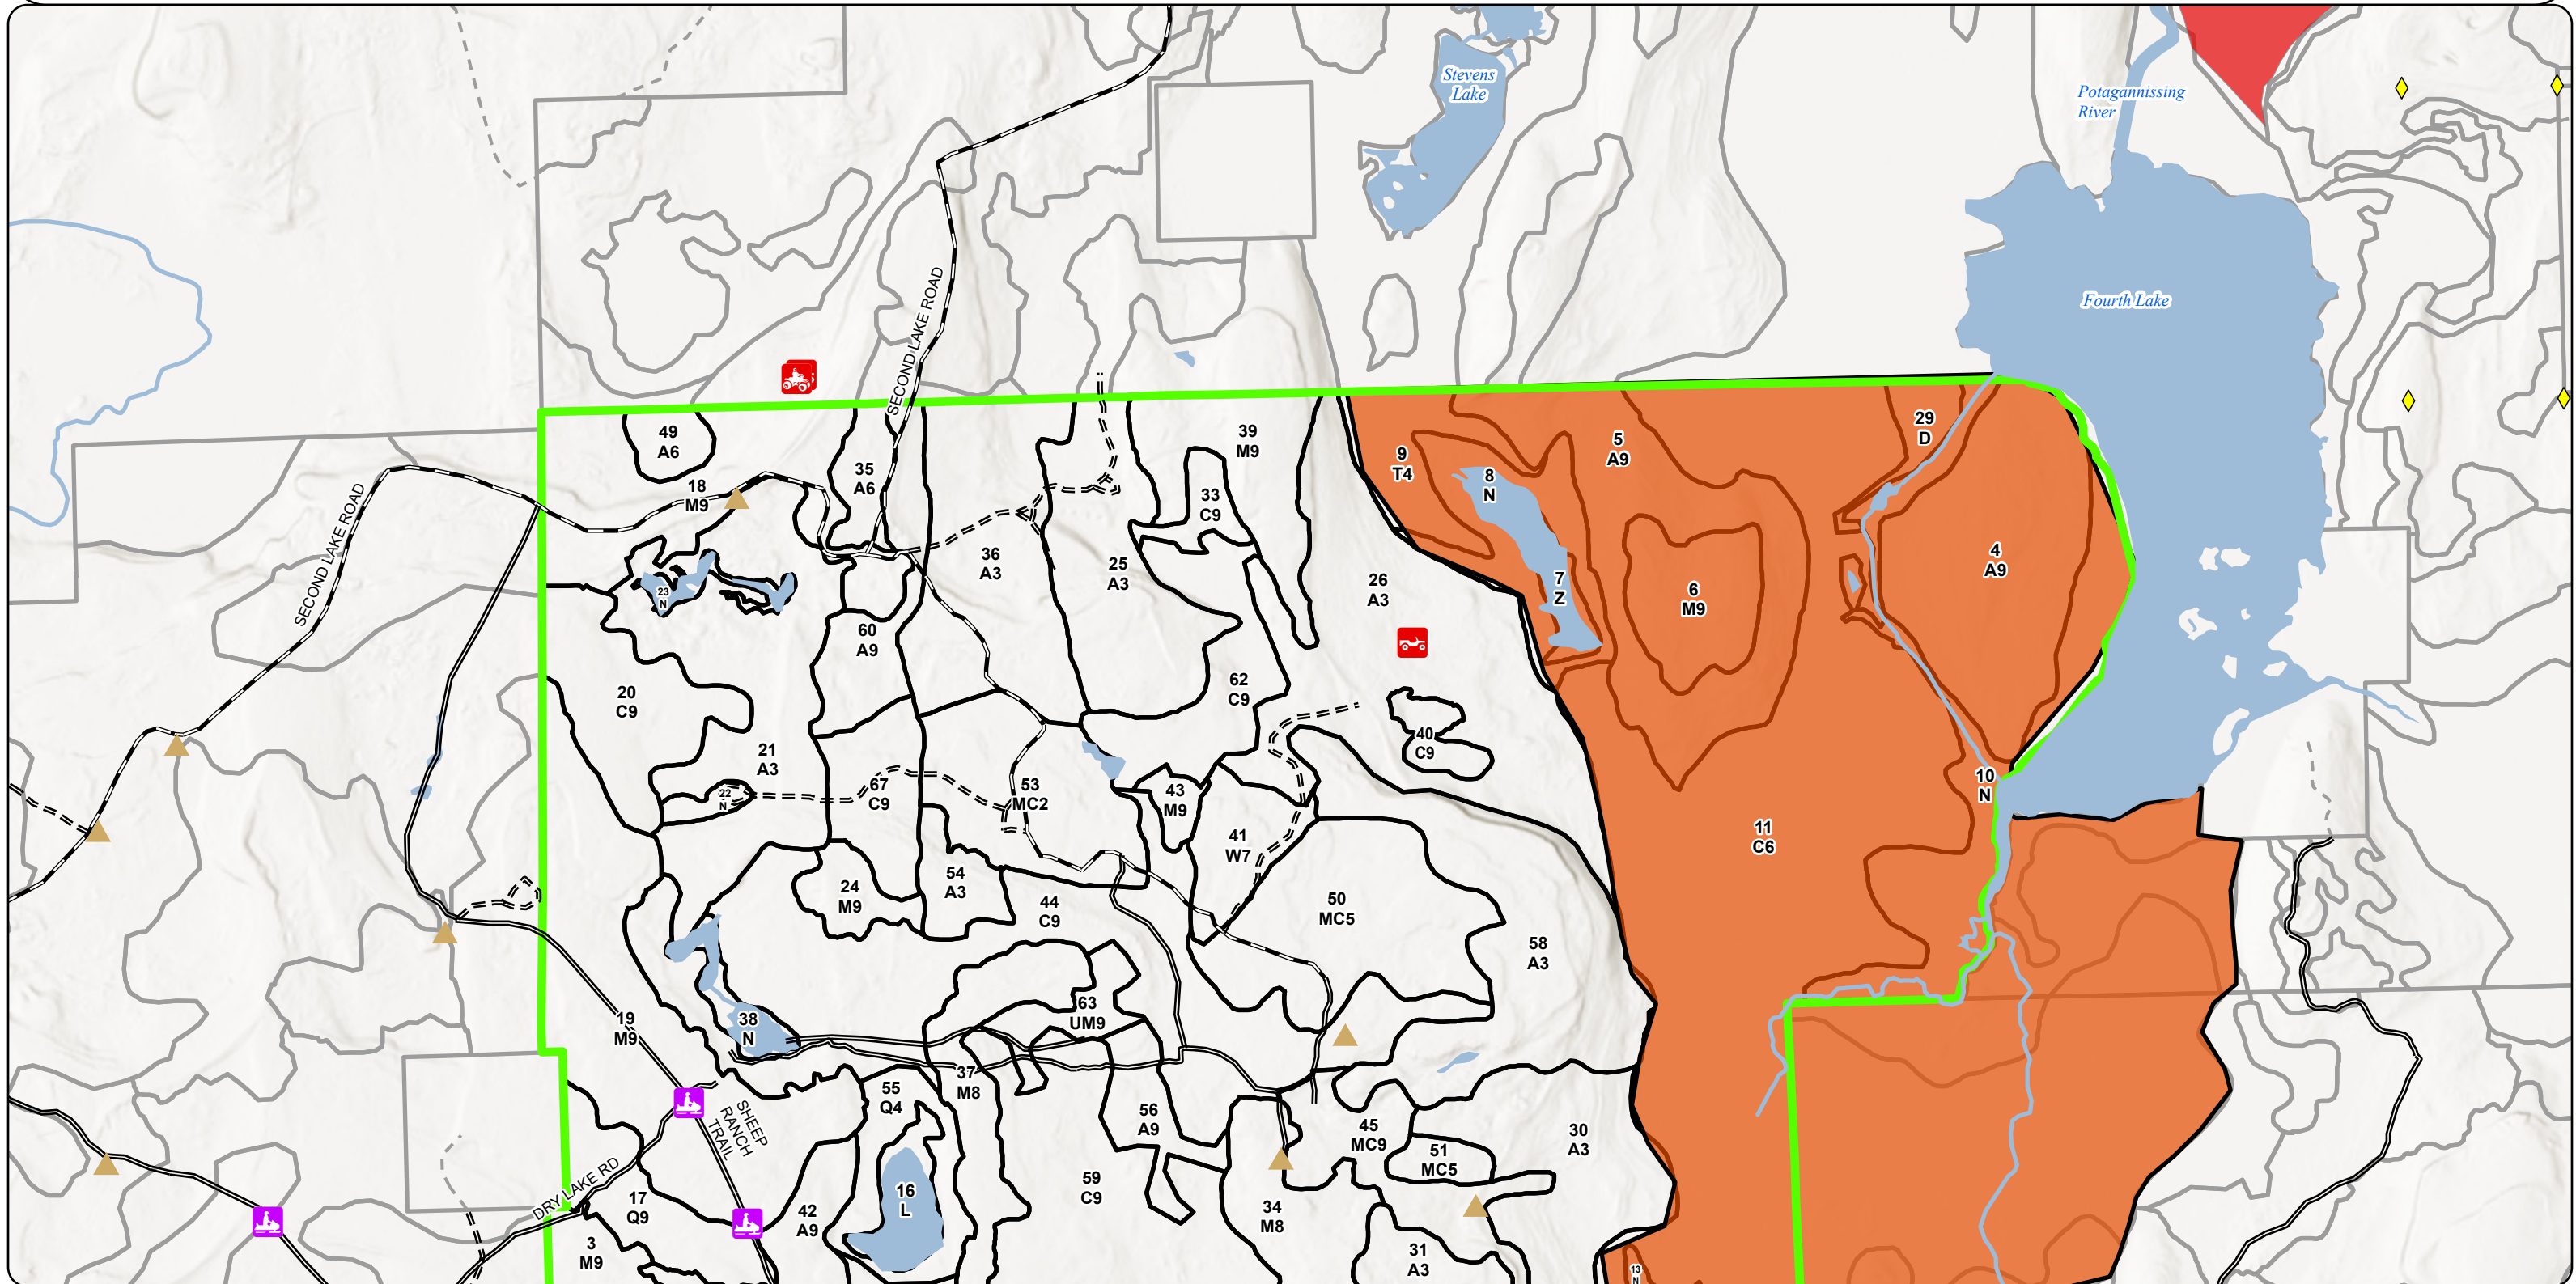 Stevens
Lake
Potagannissing
River
Fourth Lake
SECOND LAKE ROAD
SECOND LAKE ROAD
49
A6
18
M9
35
A6
39
M9
33
C9
36
A3
25
A3
26
A3
9
T4
8
N
5
A9
29
D
4
A9
7
Z
6
M9
23
N
60
A9
20
C9
62
C9
21
A3
40
C9
22
N
67
C9
53
MC2
43
M9
10
N
41
W7
11
C6
24
M9
54
A3
44
C9
50
MC5
58
A3
19
M9
38
N
63
UM9
37
M8
55
Q4
56
A9
45
MC9
51
MC5
30
A3
SHEEP
RANCH
TRAIL
DRY LAKE RD
17
Q9
42
A9
16
L
59
C9
34
M8
3
M9
31
A3
13
N